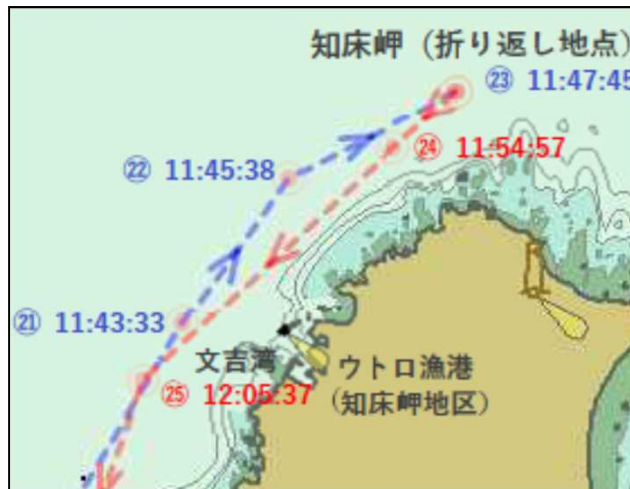 知床岬（折り返し地点）
㉓ 11:47:45
㉔ 11:54:57
㉒ 11:45:38
㉑ 11:43:33
文吉湾
ウトロ漁港
（知床岬地区）
㉕ 12:05:37